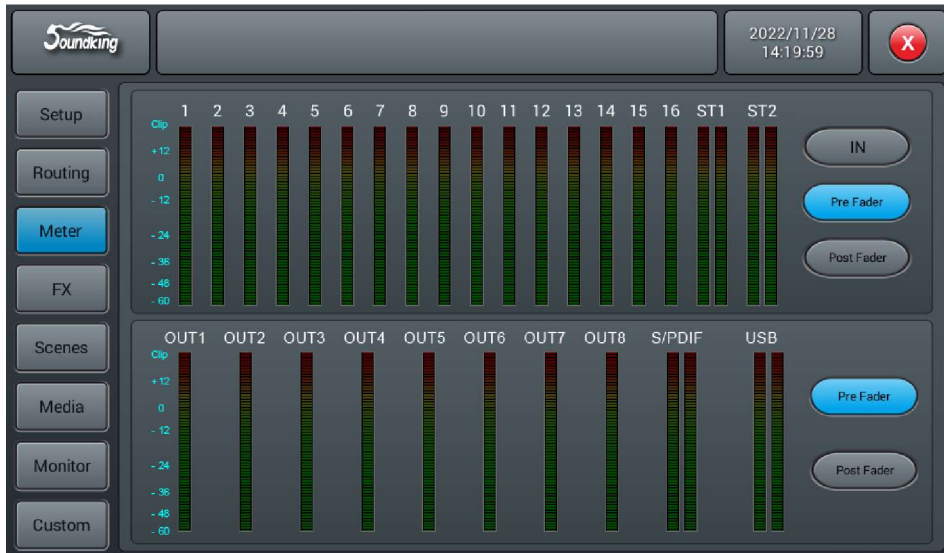 Soundking
2022/11/28
14:19:59
X
Setup
Routing
Meter
FX
Scenes
Media
Monitor
Custom
1 2 3 4 5 6 7 8 9 10 11 12 13 14 15 16 ST1 ST2
Clip
+12
0
- 12
- 24
- 36
- 48
- 60
IN
Pre Fader
Post Fader
OUT1 OUT2 OUT3 OUT4 OUT5 OUT6 OUT7 OUT8 S/PDIF USB
Clip
+12
0
- 12
- 24
- 36
- 48
- 60
Pre Fader
Post Fader